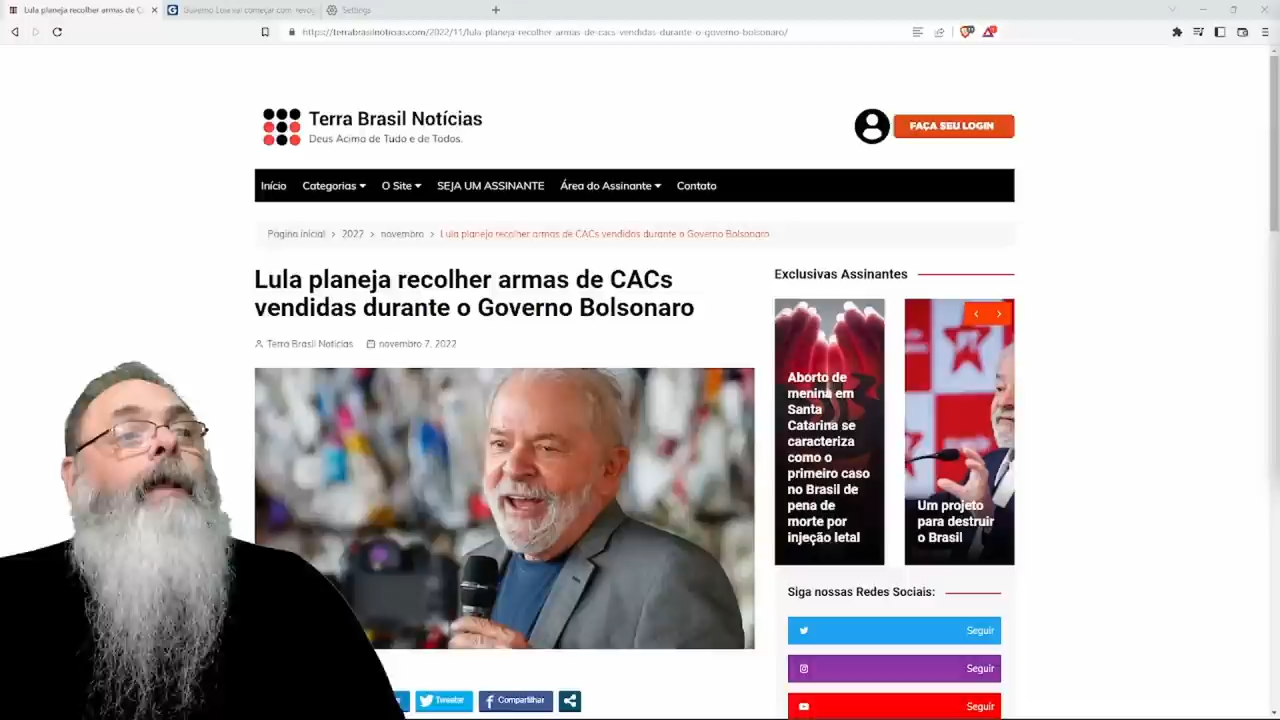 Lula planeja recolher armas de C
Governo Lula vai começar com revog
Settings
https://terrabrasilnoticias.com/2022/11/lula-planeja-recolher-armas-de-cacs-vendidas-durante-o-governo-bolsonaro/
Terra Brasil Notícias
Deus Acima de Tudo e de Todos.
FAÇA SEU LOGIN
Início Categorias O Site SEJA UM ASSINANTE Área do Assinante Contato
Página inicial > 2022 > novembro > Lula planeja recolher armas de CACs vendidas durante o Governo Bolsonaro
Lula planeja recolher armas de CACs
vendidas durante o Governo Bolsonaro
Terra Brasil Notícias novembro 7, 2022
Exclusivas Assinantes
Aborto de
menina em
Santa
Catarina se
caracteriza
como o
primeiro caso
no Brasil de
pena de
morte por
injeção letal
Um projeto
para destruir
o Brasil
Siga nossas Redes Sociais:
Seguir
Seguir
Seguir
Tweetar
Compartilhar